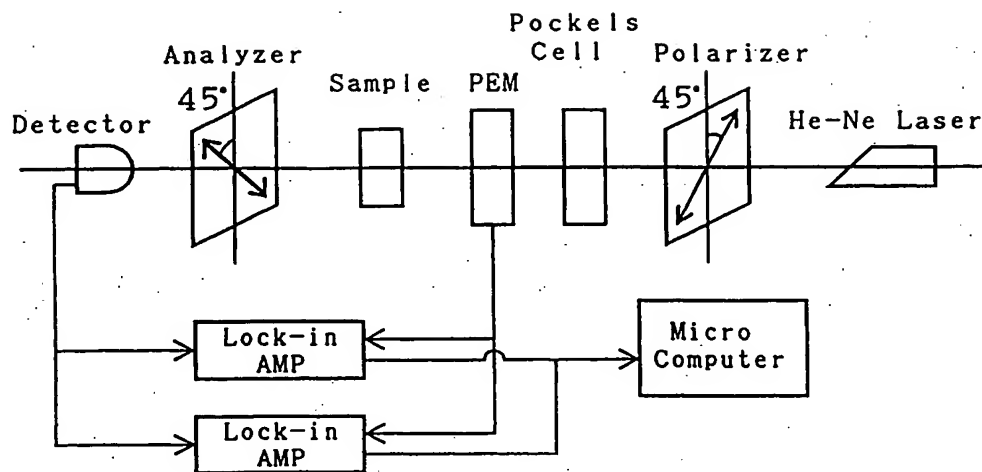 Pockels
Cell
Analyzer
Polarizer
Sample
PEM
45°
45°
Detector
He-Ne Laser
Lock-in
AMP
Micro
Computer
Lock-in
AMP